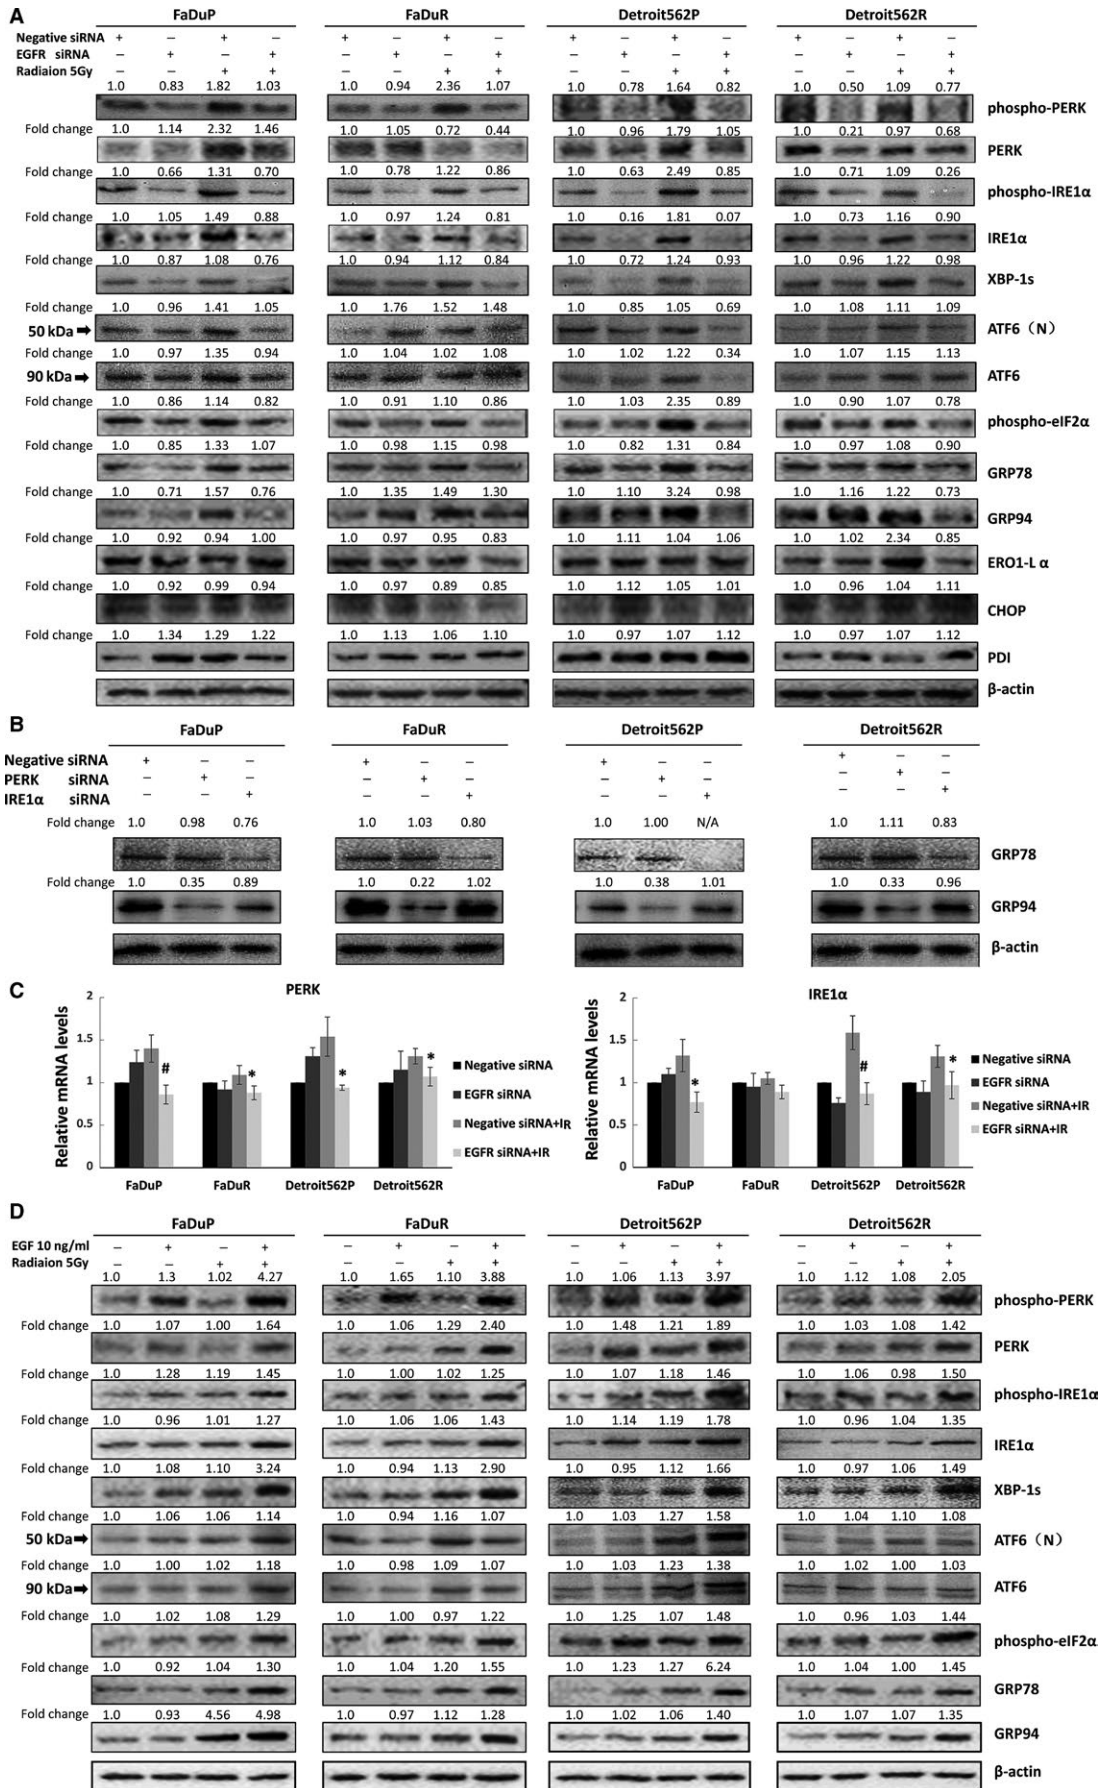 A
FaDuP FaDuR Detroit562P Detroit562R
Negative siRNA + – + – + – + – + – + – + – + –
EGFR siRNA – + – + – + – + – + – + – + – +
Radiaion 5Gy – – + + – – + + – – + + – – + +
1.0 0.83 1.82 1.03 1.0 0.94 2.36 1.07 1.0 0.78 1.64 0.82 1.0 0.50 1.09 0.77
phospho-PERK
Fold change 1.0 1.14 2.32 1.46 1.0 1.05 0.72 0.44 1.0 0.96 1.79 1.05 1.0 0.21 0.97 0.68
PERK
Fold change 1.0 0.66 1.31 0.70 1.0 0.78 1.22 0.86 1.0 0.63 2.49 0.85 1.0 0.71 1.09 0.26
phospho-IRE1α
Fold change 1.0 1.05 1.49 0.88 1.0 0.97 1.24 0.81 1.0 0.16 1.81 0.07 1.0 0.73 1.16 0.90
IRE1α
Fold change 1.0 0.87 1.08 0.76 1.0 0.94 1.12 0.84 1.0 0.72 1.24 0.93 1.0 0.96 1.22 0.98
XBP-1s
Fold change 1.0 0.96 1.41 1.05 1.0 1.76 1.52 1.48 1.0 0.85 1.05 0.69 1.0 1.08 1.11 1.09
50 kDa ATF6（N）
Fold change 1.0 0.97 1.35 0.94 1.0 1.04 1.02 1.08 1.0 1.02 1.22 0.34 1.0 1.07 1.15 1.13
90 kDa ATF6
Fold change 1.0 0.86 1.14 0.82 1.0 0.91 1.10 0.86 1.0 1.03 2.35 0.89 1.0 0.90 1.07 0.78
phospho-eIF2α
Fold change 1.0 0.85 1.33 1.07 1.0 0.98 1.15 0.98 1.0 0.82 1.31 0.84 1.0 0.97 1.08 0.90
GRP78
Fold change 1.0 0.71 1.57 0.76 1.0 1.35 1.49 1.30 1.0 1.10 3.24 0.98 1.0 1.16 1.22 0.73
GRP94
Fold change 1.0 0.92 0.94 1.00 1.0 0.97 0.95 0.83 1.0 1.11 1.04 1.06 1.0 1.02 2.34 0.85
ERO1-L α
Fold change 1.0 0.92 0.99 0.94 1.0 0.97 0.89 0.85 1.0 1.12 1.05 1.01 1.0 0.96 1.04 1.11
CHOP
Fold change 1.0 1.34 1.29 1.22 1.0 1.13 1.06 1.10 1.0 0.97 1.07 1.12 1.0 0.97 1.07 1.12
PDI
β-actin
B
FaDuP FaDuR Detroit562P Detroit562R
Negative siRNA + – – + – – + – – + – –
PERK siRNA – + – – + – – + – – + –
IRE1α siRNA – – + – – + – – + – – +
Fold change 1.0 0.98 0.76 1.0 1.03 0.80 1.0 1.00 N/A 1.0 1.11 0.83
GRP78
Fold change 1.0 0.35 0.89 1.0 0.22 1.02 1.0 0.38 1.01 1.0 0.33 0.96
GRP94
β-actin
C
PERK
Relative mRNA levels
2
1.5
1
0.5
0
# * * *
FaDuP FaDuR Detroit562P Detroit562R
Negative siRNA
EGFR siRNA
Negative siRNA+IR
EGFR siRNA+IR
IRE1α
Relative mRNA levels
2
1.5
1
0.5
0
* # *
FaDuP FaDuR Detroit562P Detroit562R
Negative siRNA
EGFR siRNA
Negative siRNA+IR
EGFR siRNA+IR
D
FaDuP FaDuR Detroit562P Detroit562R
EGF 10 ng/ml – + – + – + – + – + – + – + – +
Radiaion 5Gy – – + + – – + + – – + + – – + +
1.0 1.3 1.02 4.27 1.0 1.65 1.10 3.88 1.0 1.06 1.13 3.97 1.0 1.12 1.08 2.05
phospho-PERK
Fold change 1.0 1.07 1.00 1.64 1.0 1.06 1.29 2.40 1.0 1.48 1.21 1.89 1.0 1.03 1.08 1.42
PERK
Fold change 1.0 1.28 1.19 1.45 1.0 1.00 1.02 1.25 1.0 1.07 1.18 1.46 1.0 1.06 0.98 1.50
phospho-IRE1α
Fold change 1.0 0.96 1.01 1.27 1.0 1.06 1.06 1.43 1.0 1.14 1.19 1.78 1.0 0.96 1.04 1.35
IRE1α
Fold change 1.0 1.08 1.10 3.24 1.0 0.94 1.13 2.90 1.0 0.95 1.12 1.66 1.0 0.97 1.06 1.49
XBP-1s
Fold change 1.0 1.06 1.06 1.14 1.0 0.94 1.16 1.07 1.0 1.03 1.27 1.58 1.0 1.04 1.10 1.08
50 kDa ATF6（N）
Fold change 1.0 1.00 1.02 1.18 1.0 0.98 1.09 1.07 1.0 1.03 1.23 1.38 1.0 1.02 1.00 1.03
90 kDa ATF6
Fold change 1.0 1.02 1.08 1.29 1.0 1.00 0.97 1.22 1.0 1.25 1.07 1.48 1.0 0.96 1.03 1.44
phospho-eIF2α
Fold change 1.0 0.92 1.04 1.30 1.0 1.04 1.20 1.55 1.0 1.23 1.27 6.24 1.0 1.04 1.00 1.45
GRP78
Fold change 1.0 0.93 4.56 4.98 1.0 0.97 1.12 1.28 1.0 1.02 1.06 1.40 1.0 1.07 1.07 1.35
GRP94
β-actin